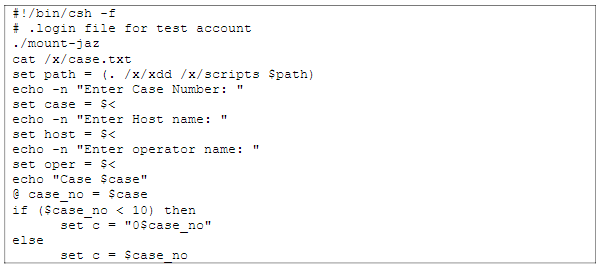 #!/bin/csh -f
# .login file for test account
./mount-jaz
cat /x/case.txt
set path = (. /x/xdd /x/scripts $path)
echo -n "Enter Case Number: "
set case = $<
echo -n "Enter Host name: "
set host = $<
echo -n "Enter operator name: "
set oper = $<
echo "Case $case"
@ case_no = $case
if ($case_no < 10) then
      set c = "0$case_no"
else
      set c = $case_no